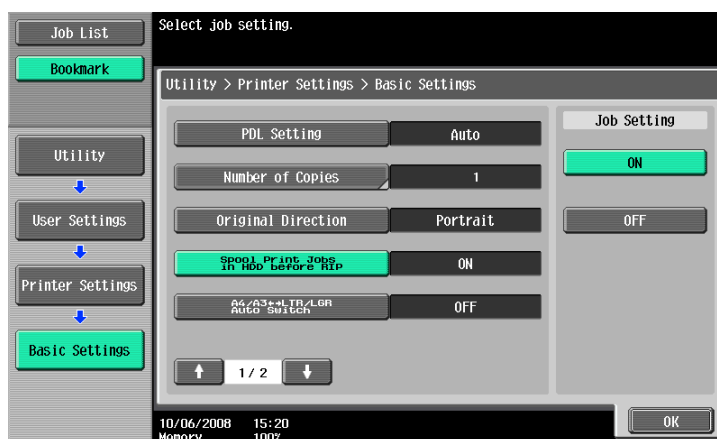 Job List
Bookmark
Utility
User Settings
Printer Settings
Basic Settings
Select job setting.
Utility > Printer Settings > Basic Settings
PDL Setting Auto
Number of Copies 1
Original Direction Portrait
Spool Print Jobs
in HDD before RIP ON
A4/A3↔LTR/LGR
Auto Switch OFF
↑ 1/ 2 ↓
Job Setting
ON
OFF
10/06/2008 15:20
Memory 100%
OK